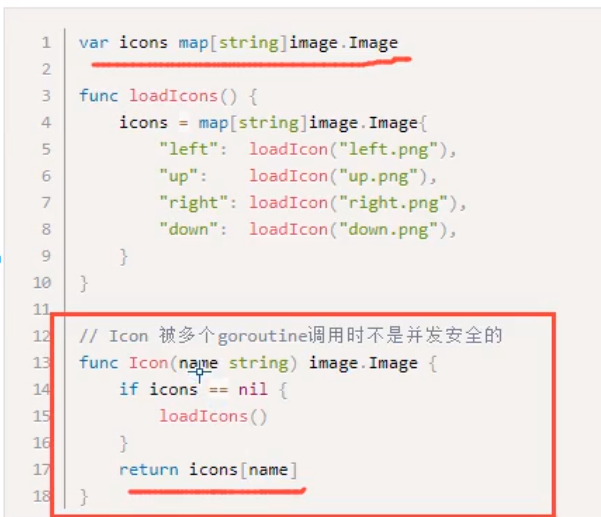 1 var icons map[string]image.Image
2
3 func loadIcons() {
4     icons = map[string]image.Image{
5         "left":  loadIcon("left.png"),
6         "up":    loadIcon("up.png"),
7         "right": loadIcon("right.png"),
8         "down":  loadIcon("down.png"),
9     }
10 }
11
12 // Icon 被多个goroutine调用时不是并发安全的
13 func Icon(name string) image.Image {
14     if icons == nil {
15         loadIcons()
16     }
17     return icons[name]
18 }